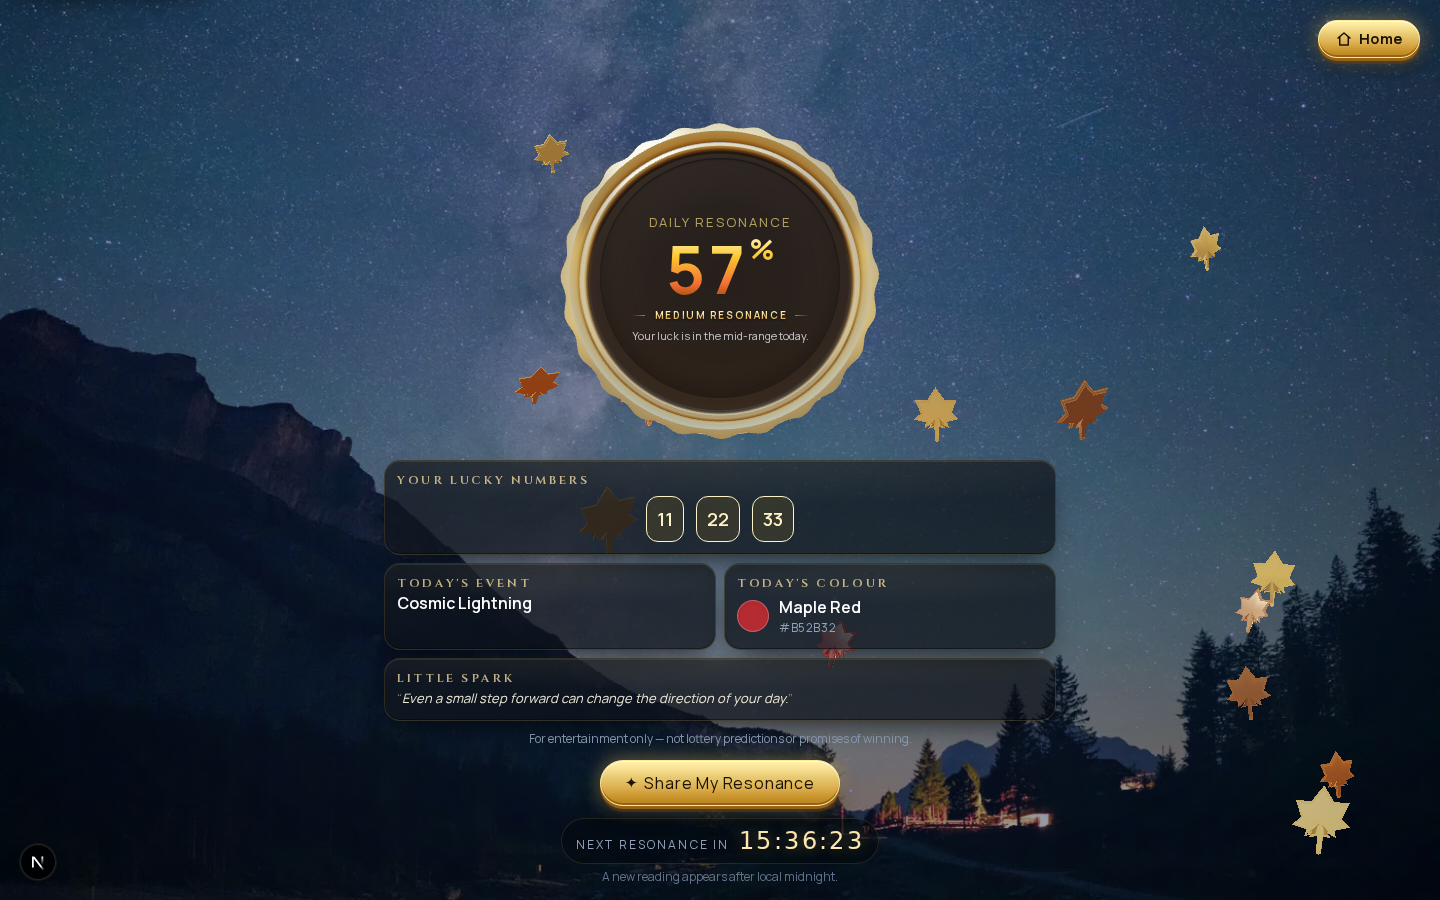 Home
DAILY RESONANCE
57%
MEDIUM RESONANCE
Your luck is in the mid-range today.
YOUR LUCKY NUMBERS
11 22 33
TODAY'S EVENT
Cosmic Lightning
TODAY'S COLOUR
Maple Red
#B52B32
LITTLE SPARK
"Even a small step forward can change the direction of your day."
For entertainment only — not lottery predictions or promises of winning.
✦ Share My Resonance
NEXT RESONANCE IN 15:36:23
A new reading appears after local midnight.
N